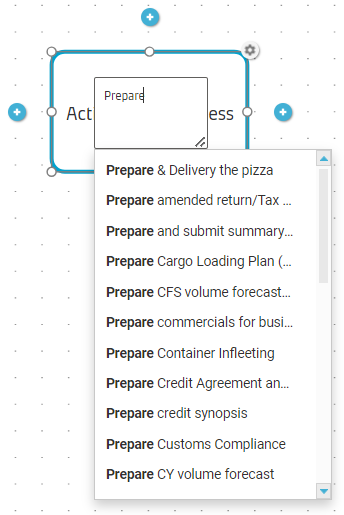 Prepare
Act ess
Prepare & Delivery the pizza
Prepare amended return/Tax ...
Prepare and submit summary...
Prepare Cargo Loading Plan (...
Prepare CFS volume forecast...
Prepare commercials for busi...
Prepare Container Infleeting
Prepare Credit Agreement an...
Prepare credit synopsis
Prepare Customs Compliance
Prepare CY volume forecast